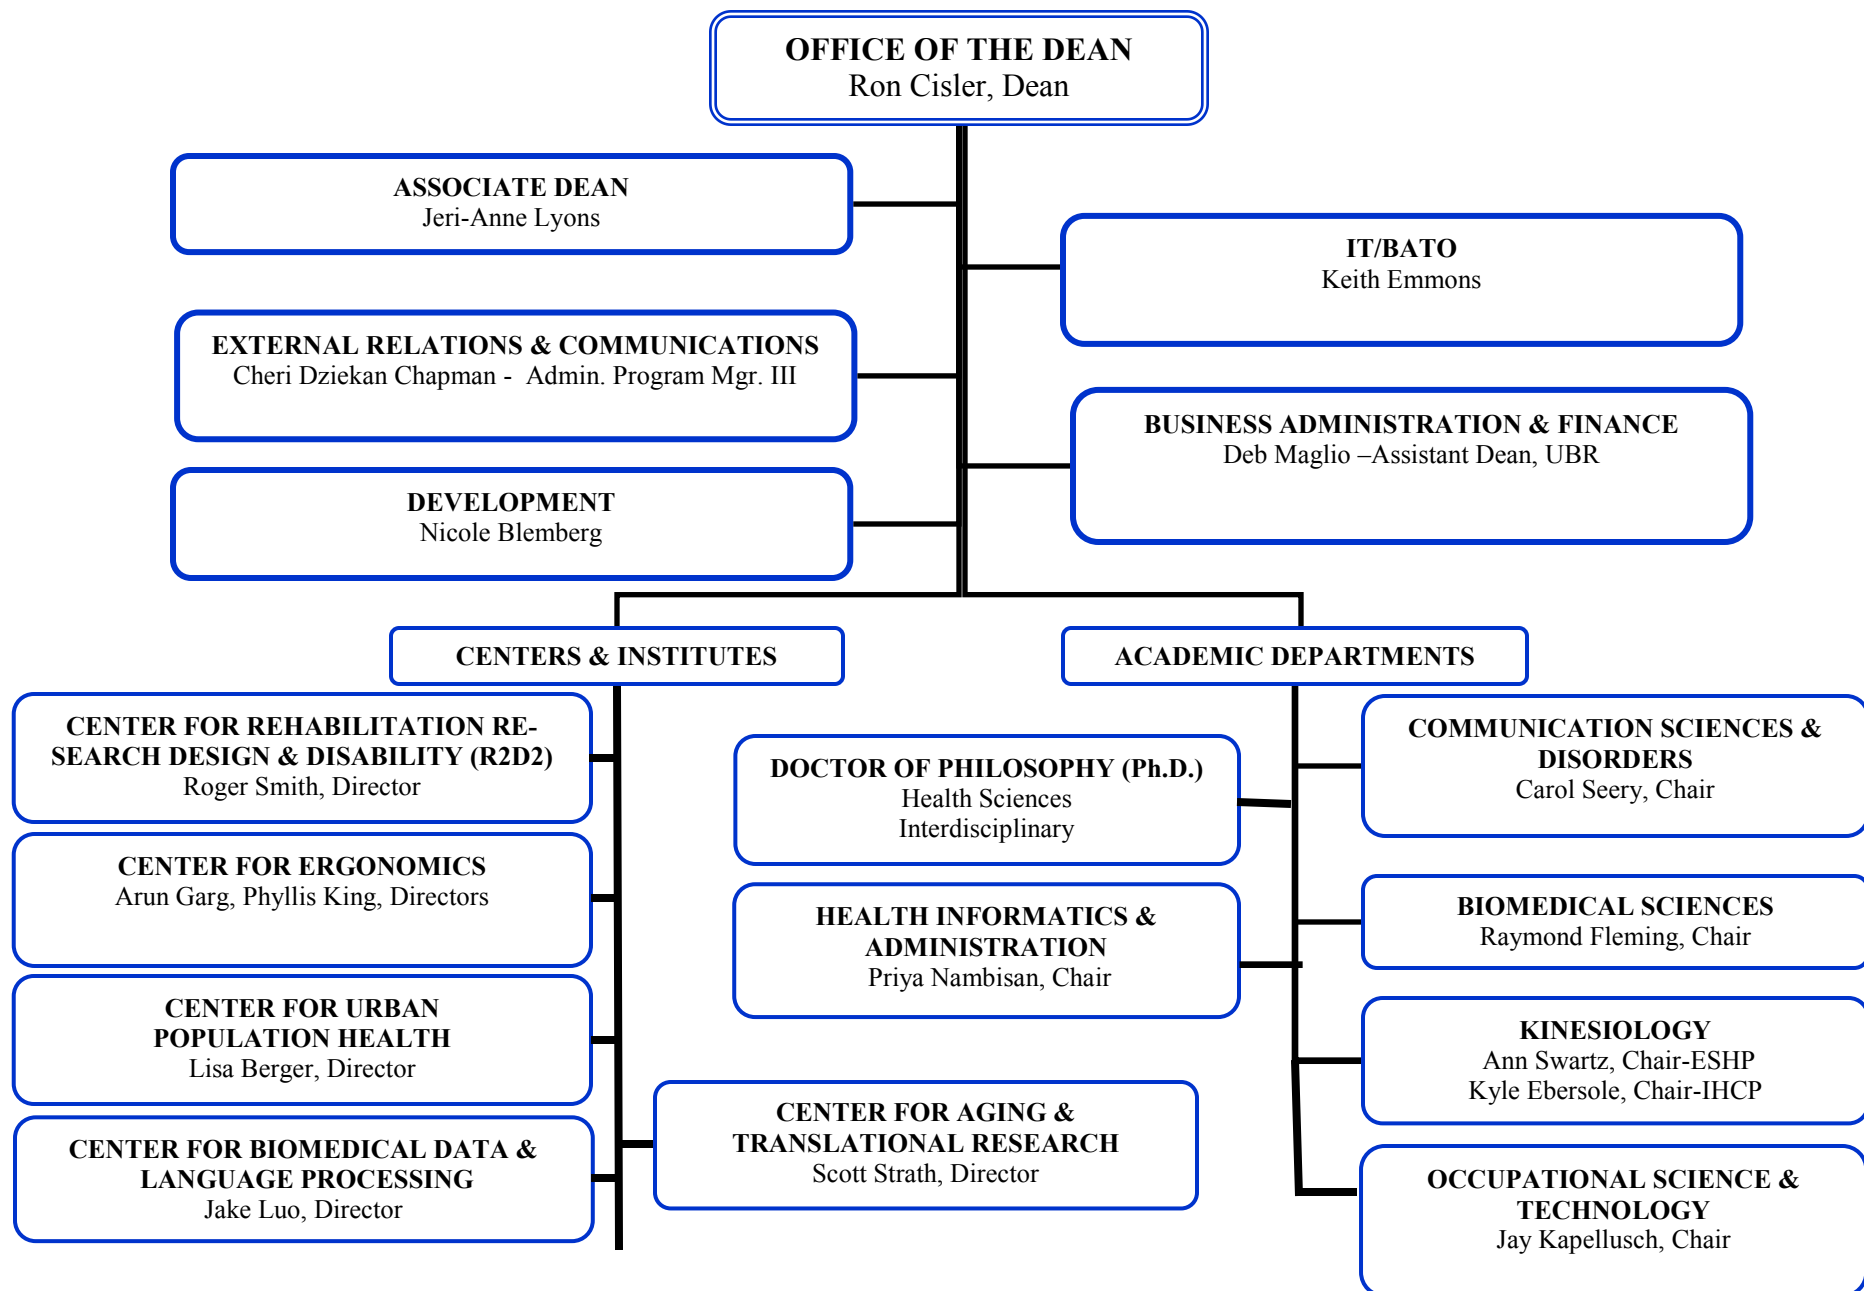 OFFICE OF THE DEAN
Ron Cisler, Dean
ASSOCIATE DEAN
Jeri-Anne Lyons
IT/BATO
Keith Emmons
EXTERNAL RELATIONS & COMMUNICATIONS
Cheri Dziekan Chapman - Admin. Program Mgr. III
BUSINESS ADMINISTRATION & FINANCE
Deb Maglio –Assistant Dean, UBR
DEVELOPMENT
Nicole Blemberg
CENTERS & INSTITUTES
CENTER FOR REHABILITATION RE-
SEARCH DESIGN & DISABILITY (R2D2)
Roger Smith, Director
CENTER FOR ERGONOMICS
Arun Garg, Phyllis King, Directors
CENTER FOR URBAN
POPULATION HEALTH
Lisa Berger, Director
CENTER FOR BIOMEDICAL DATA &
LANGUAGE PROCESSING
Jake Luo, Director
CENTER FOR AGING &
TRANSLATIONAL RESEARCH
Scott Strath, Director
ACADEMIC DEPARTMENTS
DOCTOR OF PHILOSOPHY (Ph.D.)
Health Sciences
Interdisciplinary
HEALTH INFORMATICS &
ADMINISTRATION
Priya Nambisan, Chair
COMMUNICATION SCIENCES &
DISORDERS
Carol Seery, Chair
BIOMEDICAL SCIENCES
Raymond Fleming, Chair
KINESIOLOGY
Ann Swartz, Chair-ESHP
Kyle Ebersole, Chair-IHCP
OCCUPATIONAL SCIENCE &
TECHNOLOGY
Jay Kapellusch, Chair